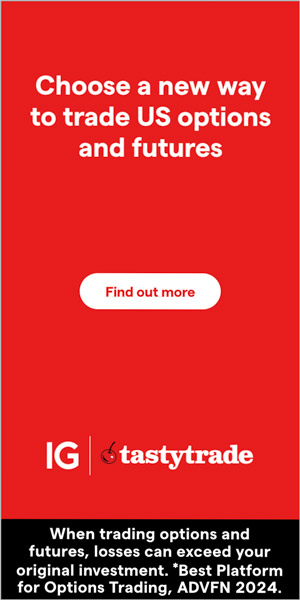 Choose a new way
to trade US options
and futures
Find out more
IG tastytrade
When trading options and
futures, losses can exceed your
original investment. *Best Platform
for Options Trading, ADVFN 2024.